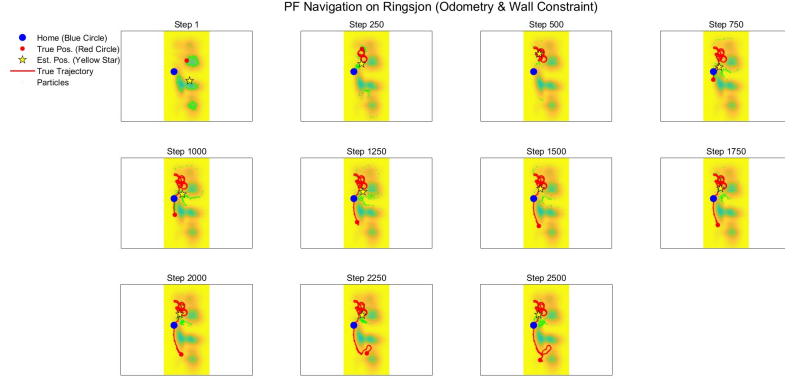 PF Navigation on Ringsjon (Odometry & Wall Constraint)
Home (Blue Circle)
True Pos. (Red Circle)
Est. Pos. (Yellow Star)
True Trajectory
Particles
Step 1
Step 250
Step 500
Step 750
Step 1000
Step 1250
Step 1500
Step 1750
Step 2000
Step 2250
Step 2500